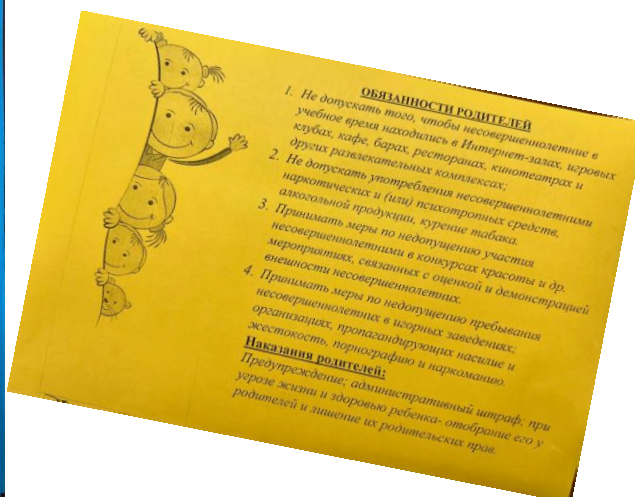 ОБЯЗАННОСТИ РОДИТЕЛЕЙ
1. Не допускать того, чтобы несовершеннолетние в
учебное время находились в Интернет-залах, игровых
клубах, кафе, барах, ресторанах, кинотеатрах и
других развлекательных комплексах;
2. Не допускать употребления несовершеннолетними
наркотических и (или) психотропных средств,
алкогольной продукции, курение табака.
3. Принимать меры по недопущению участия
несовершеннолетними в конкурсах красоты и др.
мероприятиях, связанных с оценкой и демонстрацией
внешности несовершеннолетних.
4. Принимать меры по недопущению пребывания
несовершеннолетних в игорных заведениях;
организациях, пропагандирующих насилие и
жестокость, порнографию и наркоманию.
Наказания родителей:
Предупреждение; административный штраф; при
угрозе жизни и здоровью ребенка- отобрание его у
родителей и лишение их родительских прав.